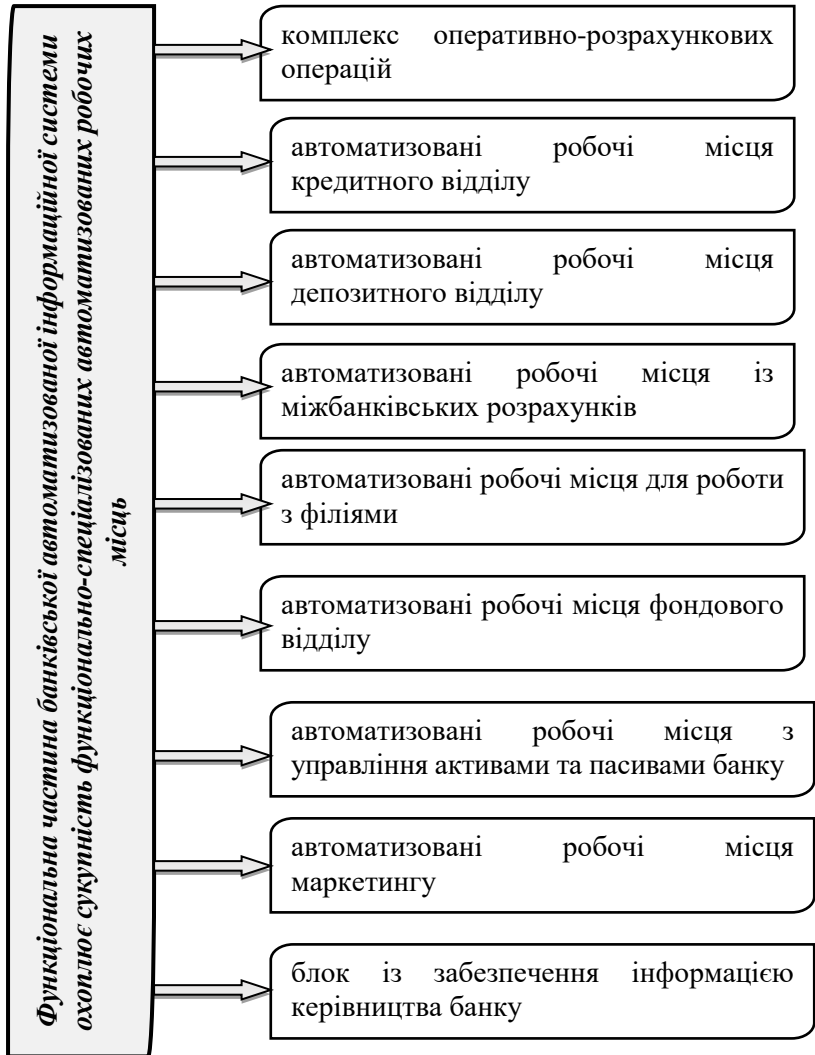 Функціональна частина банківської автоматизованої інформаційної системи
охоплює сукупність функціонально-спеціалізованих автоматизованих робочих
місць
комплекс оперативно-розрахункових
операцій
автоматизовані робочі місця
кредитного відділу
автоматизовані робочі місця
депозитного відділу
автоматизовані робочі місця із
міжбанківських розрахунків
автоматизовані робочі місця для роботи
з філіями
автоматизовані робочі місця фондового
відділу
автоматизовані робочі місця з
управління активами та пасивами банку
автоматизовані робочі місця
маркетингу
блок із забезпечення інформацією
керівництва банку